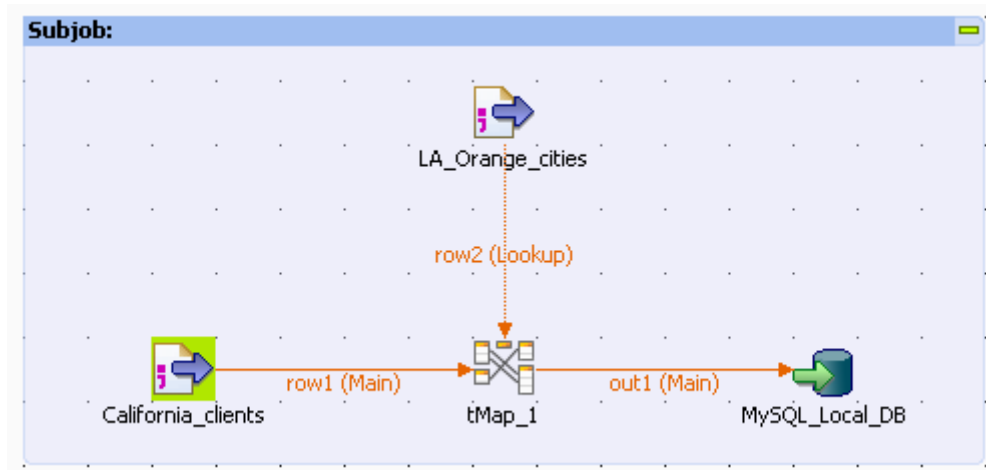 Subjob:
LA_Orange_cities
row2 (Lookup)
row1 (Main)
out1 (Main)
California_clients
tMap_1
MySQL_Local_DB